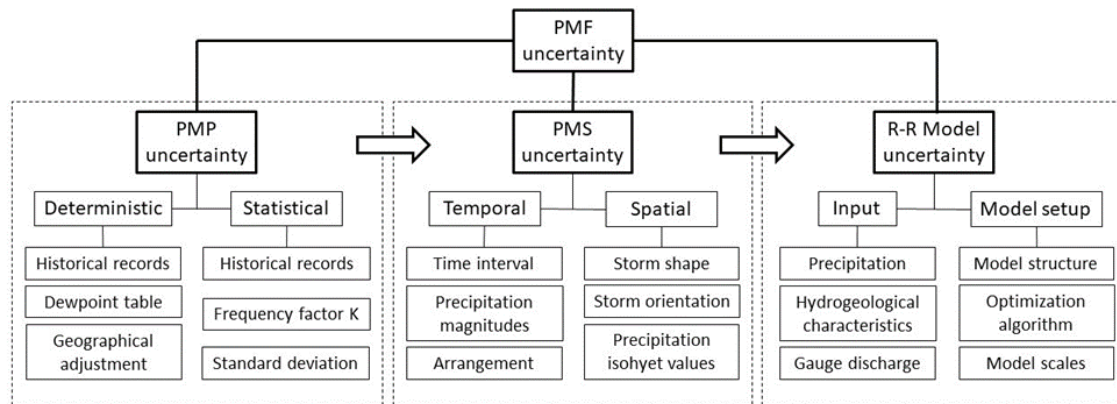 PMF
uncertainty
PMP
uncertainty
PMS
uncertainty
R-R Model
uncertainty
Deterministic
Statistical
Temporal
Spatial
Input
Model setup
Historical records
Dewpoint table
Geographical
adjustment
Historical records
Frequency factor K
Standard deviation
Time interval
Precipitation
magnitudes
Arrangement
Storm shape
Storm orientation
Precipitation
isohyet values
Precipitation
Hydrogeological
characteristics
Gauge discharge
Model structure
Optimization
algorithm
Model scales